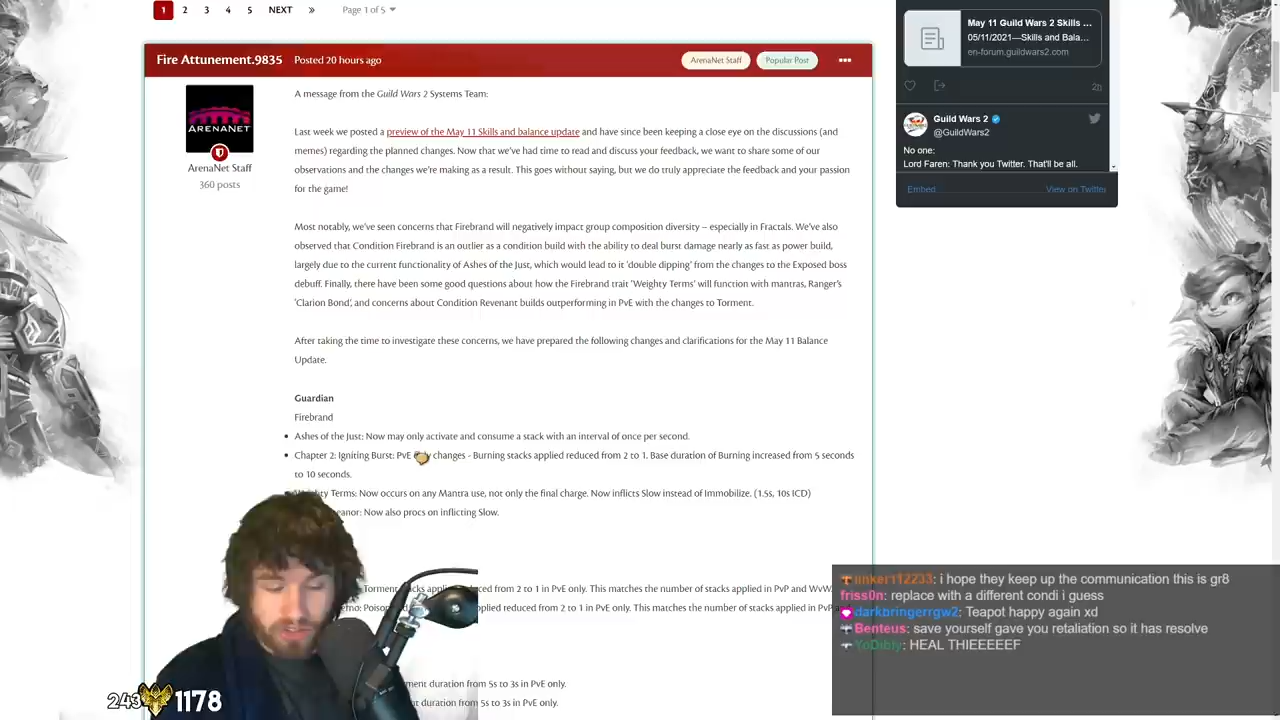 1 2 3 4 5 NEXT » Page 1 of 5
Fire Attunement.9835 Posted 20 hours ago ArenaNet Staff Popular Post •••
ARENANET
ArenaNet Staff
360 posts
A message from the Guild Wars 2 Systems Team:
Last week we posted a preview of the May 11 Skills and balance update and have since been keeping a close eye on the discussions (and
memes) regarding the planned changes. Now that we've had time to read and discuss your feedback, we want to share some of our
observations and the changes we're making as a result. This goes without saying, but we do truly appreciate the feedback and your passion
for the game!
Most notably, we've seen concerns that Firebrand will negatively impact group composition diversity – especially in Fractals. We've also
observed that Condition Firebrand is an outlier as a condition build with the ability to deal burst damage nearly as fast as power build,
largely due to the current functionality of Ashes of the Just, which would lead to it 'double dipping' from the changes to the Exposed boss
debuff. Finally, there have been some good questions about how the Firebrand trait 'Weighty Terms' will function with mantras, Ranger's
'Clarion Bond', and concerns about Condition Revenant builds outperforming in PvE with the changes to Torment.
After taking the time to investigate these concerns, we have prepared the following changes and clarifications for the May 11 Balance
Update.
Guardian
Firebrand
Ashes of the Just: Now may only activate and consume a stack with an interval of once per second.
Chapter 2: Igniting Burst: PvE only changes - Burning stacks applied reduced from 2 to 1. Base duration of Burning increased from 5 seconds
to 10 seconds.
Weighty Terms: Now occurs on any Mantra use, not only the final charge. Now inflicts Slow instead of Immobilize. (1.5s, 10s ICD)
Now also procs on inflicting Slow.
Torment stacks applied reduced from 2 to 1 in PvE only. This matches the number of stacks applied in PvP and WvW.
applied reduced from 2 to 1 in PvE only. This matches the number of stacks applied in PvP and
duration from 5s to 3s in PvE only.
duration from 5s to 3s in PvE only.
May 11 Guild Wars 2 Skills ...
05/11/2021—Skills and Bala...
en-forum.guildwars2.com
2h
Guild Wars 2
@GuildWars2
No one:
Lord Faren: Thank you Twitter. That'll be all.
Embed View on Twitter
243 1178
jinker112233: i hope they keep up the communication this is gr8
friss0n: replace with a different condi i guess
darkbringerrgw2: Teapot happy again xd
Benteus: save yourself gave you retaliation so it has resolve
YoDibly: HEAL THIEEEEEF